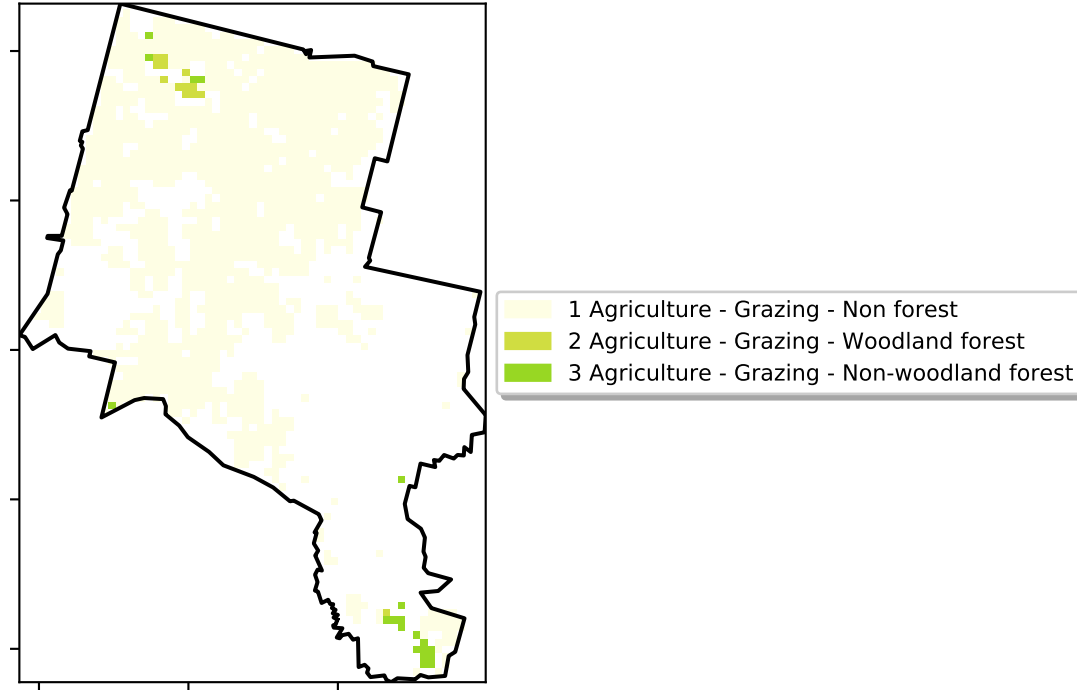 1 Agriculture - Grazing - Non forest
2 Agriculture - Grazing - Woodland forest
3 Agriculture - Grazing - Non-woodland forest